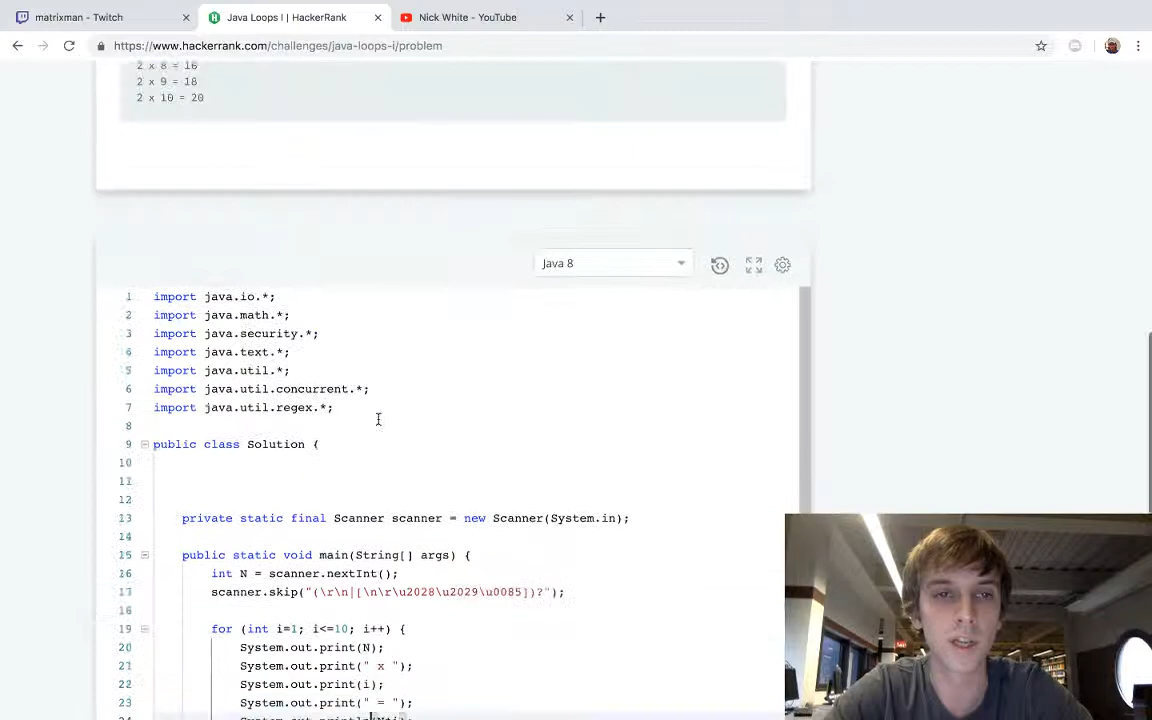 matrixman - Twitch
Java Loops I | HackerRank
Nick White - YouTube
https://www.hackerrank.com/challenges/java-loops-i/problem
2 x 8 = 16
2 x 9 = 18
2 x 10 = 20
Java 8
1 import java.io.*;
2 import java.math.*;
3 import java.security.*;
4 import java.text.*;
5 import java.util.*;
6 import java.util.concurrent.*;
7 import java.util.regex.*;
8
9 public class Solution {
10
11
12
13 private static final Scanner scanner = new Scanner(System.in);
14
15 public static void main(String[] args) {
16 int N = scanner.nextInt();
17 scanner.skip("(\r\n|[\n\r\u2028\u2029\u0085])?");
18
19 for (int i=1; i<=10; i++) {
20 System.out.print(N);
21 System.out.print(" x ");
22 System.out.print(i);
23 System.out.print(" = ");
24 System.out.println(N*i);